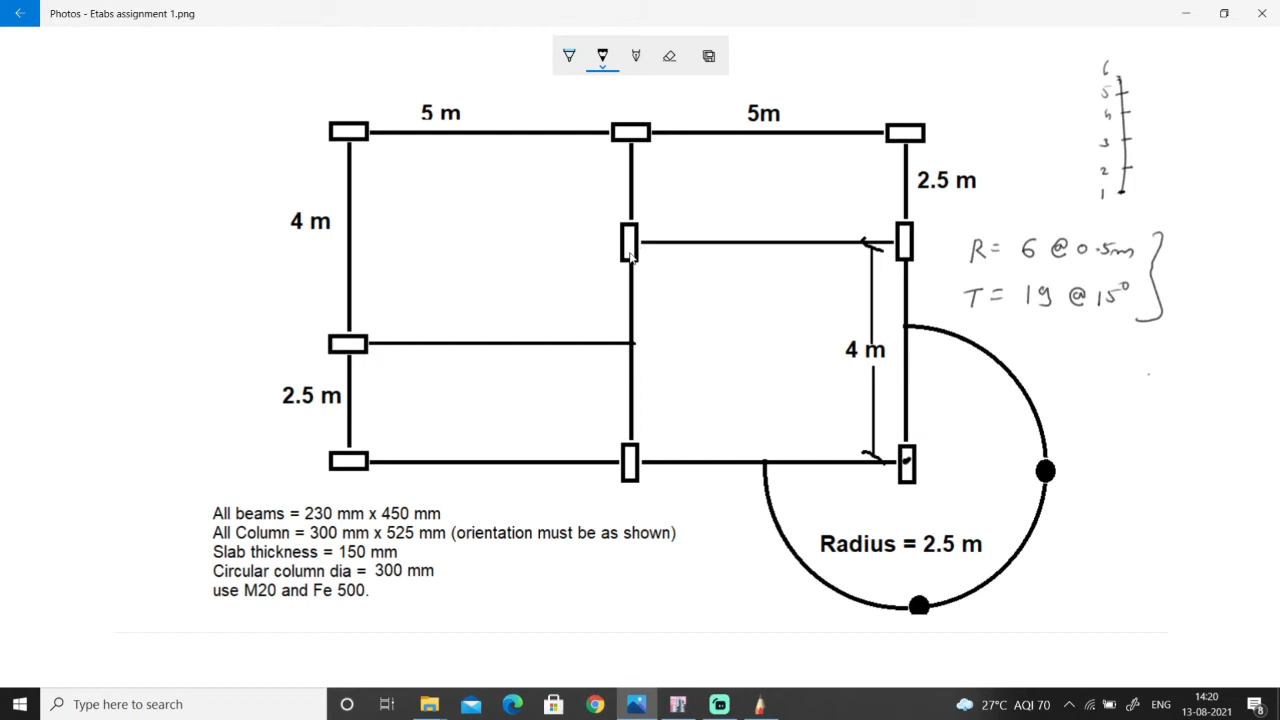 Photos - Etabs assignment 1.png
5 m
5m
6
5
4
3
2
1
2.5 m
4 m
R = 6 @ 0.5m
T = 19 @ 15°
4 m
2.5 m
All beams = 230 mm x 450 mm
All Column = 300 mm x 525 mm (orientation must be as shown)
Slab thickness = 150 mm
Circular column dia = 300 mm
use M20 and Fe 500.
Radius = 2.5 m
Type here to search
27°C AQI 70
ENG
14:20
13-08-2021
8